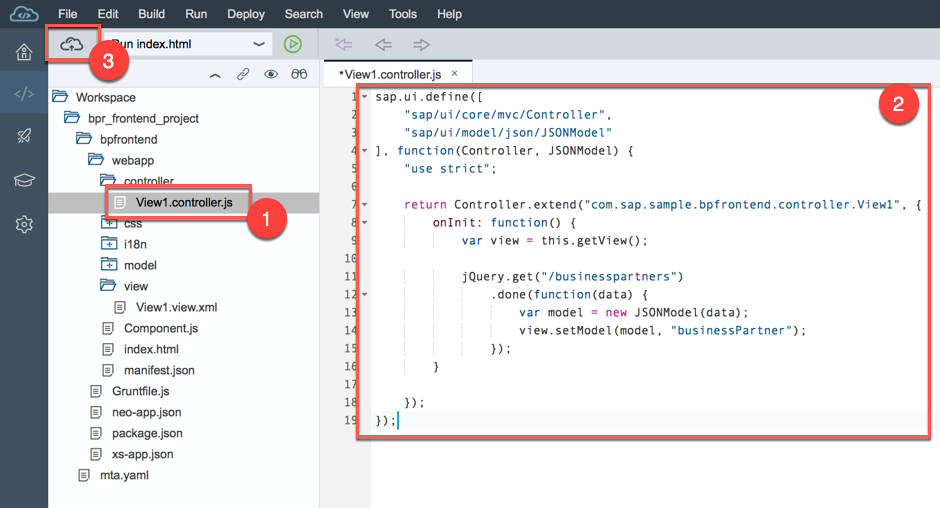 File Edit Build Run Deploy Search View Tools Help
Run index.html
3
*View1.controller.js ×
Workspace
bpr_frontend_project
bpfrontend
webapp
controller
View1.controller.js
1
css
i18n
model
view
View1.view.xml
Component.js
index.html
manifest.json
Gruntfile.js
neo-app.json
package.json
xs-app.json
mta.yaml
2
1 sap.ui.define([
2 "sap/ui/core/mvc/Controller",
3 "sap/ui/model/json/JSONModel"
4 ], function(Controller, JSONModel) {
5 "use strict";
6
7 return Controller.extend("com.sap.sample.bpfrontend.controller.View1", {
8 onInit: function() {
9 var view = this.getView();
10
11 jQuery.get("/businesspartners")
12 .done(function(data) {
13 var model = new JSONModel(data);
14 view.setModel(model, "businessPartner");
15 });
16 }
17
18 });
19 });